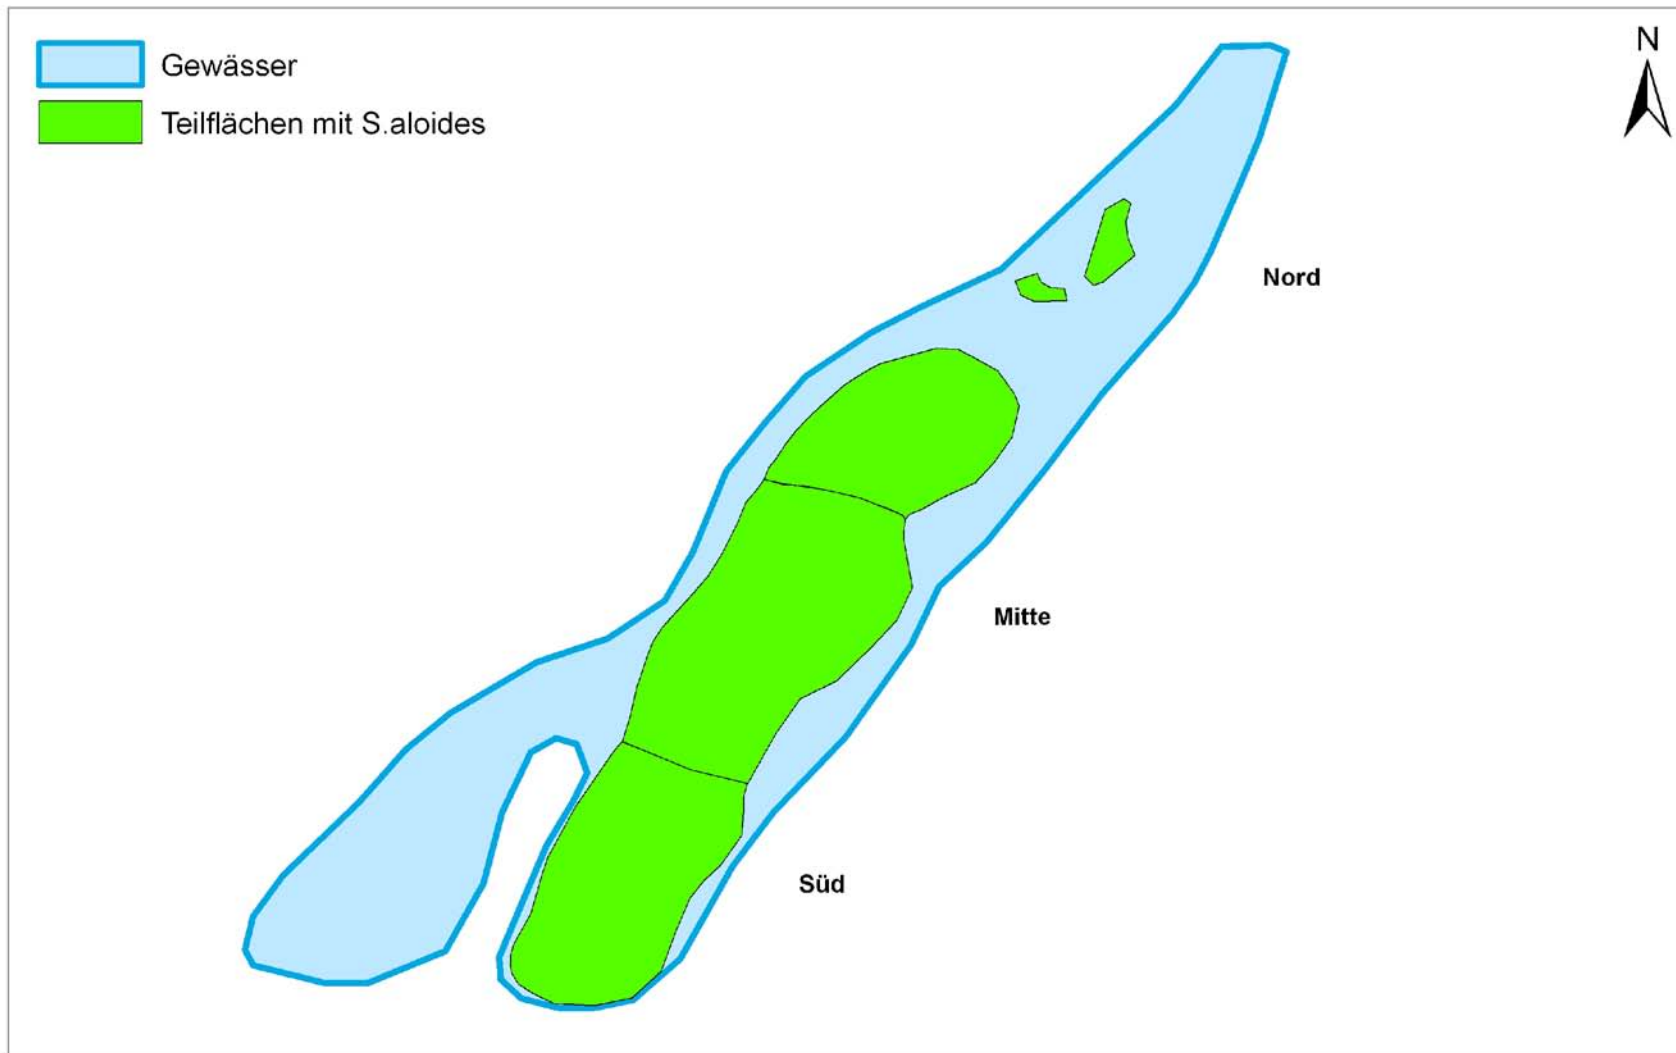 N
Gewässer
Teilflächen mit S.aloides
Nord
Mitte
Süd